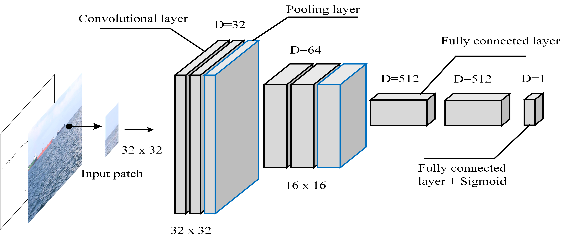 Convolutional layer
Pooling layer
D=32
D=64
Fully connected layer
D=512
D=512
D=1
32 x 32
Input patch
16 x 16
Fully connected
layer + Sigmoid
32 x 32